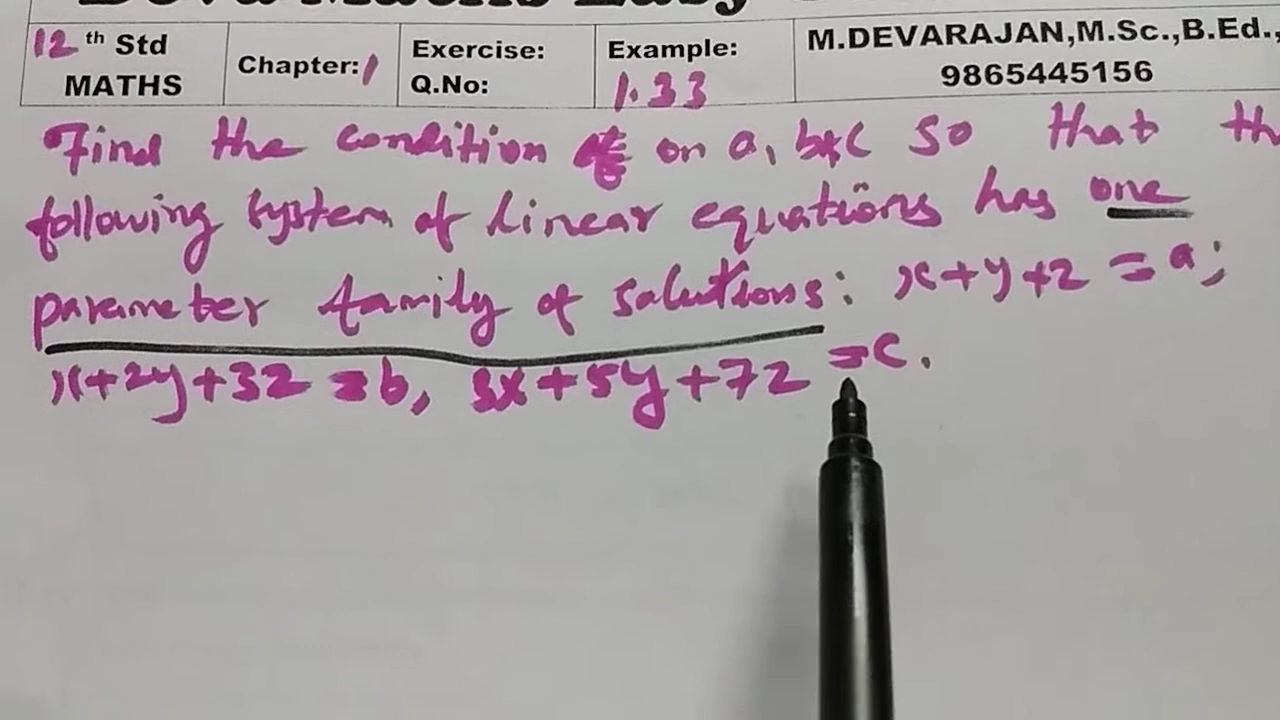 12 th Std
MATHS
Chapter: 1
Exercise:
Q.No:
Example:
1.33
M.DEVARAJAN,M.Sc.,B.Ed.,
9865445156
Find the condition on a, b & c so that
following system of linear equations has one
parameter family of solutions: x+y+z = a;
x+2y+3z = b, 3x+5y+7z = c.